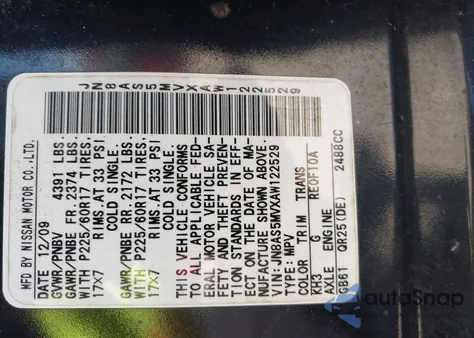 JN8AS5MVXAW122529
MFD BY NISSAN MOTOR CO.,LTD.
12/09
GVWR/PNBV 4391 LBS.
GAWR/PNBE FR.2374 LBS.
WITH P225/60R17 TIRES,
17X7 RIMS,AT 33 PSI
COLD SINGLE.
GAWR/PNBE RR.2172 LBS.
WITH P225/60R17 TIRES,
17X7 RIMS,AT 33 PSI
COLD SINGLE.
THIS VEHICLE CONFORMS
TO ALL APPLICABLE FED-
ERAL MOTOR VEHICLE SA-
FETY AND THEFT PREVEN-
TION STANDARDS IN EFF-
ECT ON THE DATE OF MA-
NUFACTURE SHOWN ABOVE.
VIN:JN8AS5MVXAW122529
TYPE:MPV
COLOR TRIM TRANS
KH3 G RE0F10A
AXLE ENGINE
GB61 QR25(DE) 2488CC
autoSnap